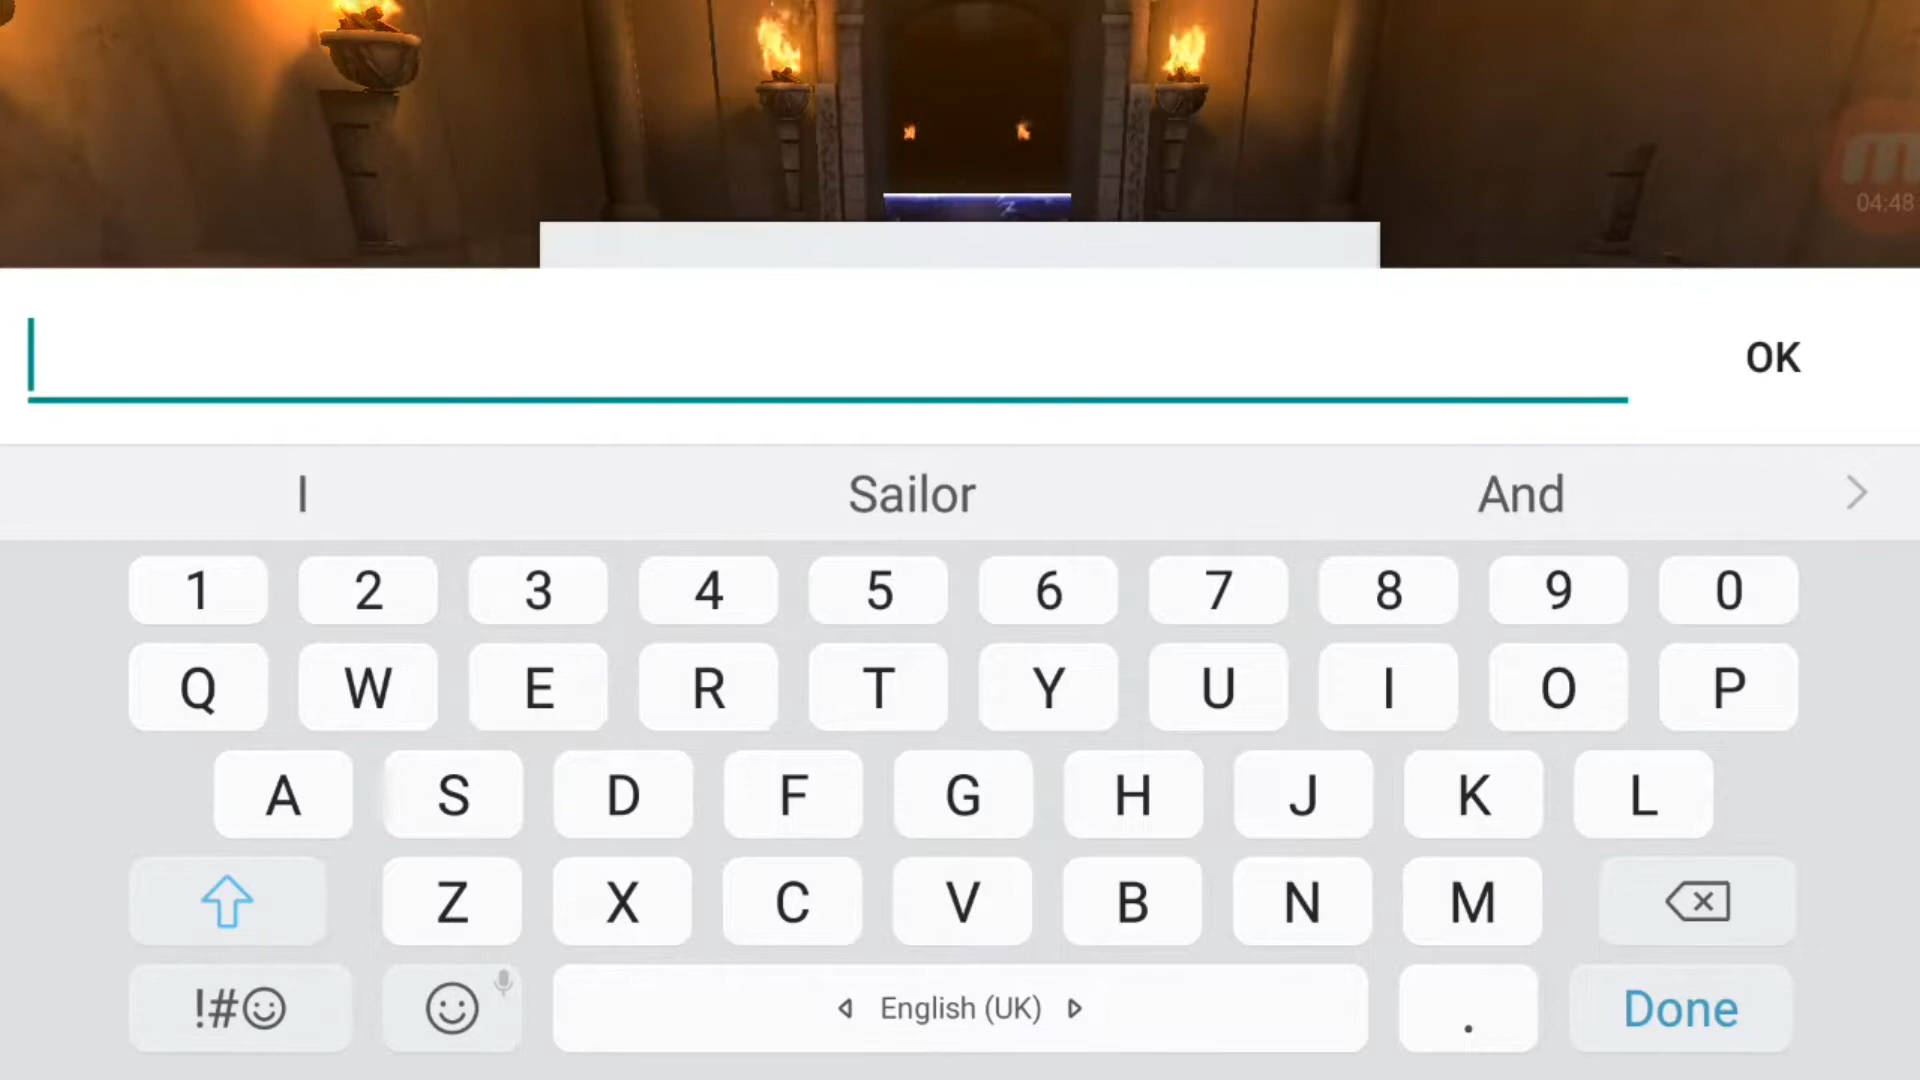 04:48
OK
I Sailor And
1 2 3 4 5 6 7 8 9 0
Q W E R T Y U I O P
A S D F G H J K L
Z X C V B N M
!#☺ English (UK) . Done